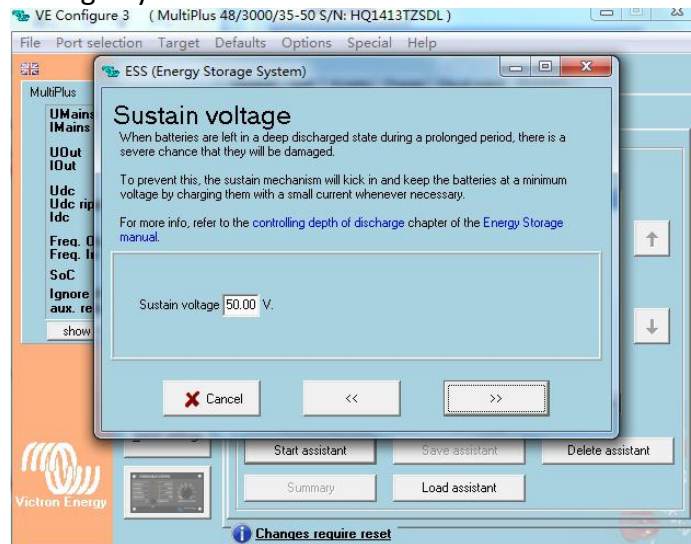 VE Configure 3 ( MultiPlus 48/3000/35-50 S/N: HQ1413TZSDL )
File Port selection Target Defaults Options Special Help
ESS (Energy Storage System)
MultiPlus
UMains
IMains
UOut
IOut
Udc
Udc rip
Idc
Freq. O
Freq. I
SoC
Ignore
aux. re
show
Sustain voltage
When batteries are left in a deep discharged state during a prolonged period, there is a
severe chance that they will be damaged.
To prevent this, the sustain mechanism will kick in and keep the batteries at a minimum
voltage by charging them with a small current whenever necessary.
For more info, refer to the controlling depth of discharge chapter of the Energy Storage
manual.
Sustain voltage 50.00 V.
Cancel << >>
Start assistant Save assistant Delete assistant
Summary Load assistant
Victron Energy
Changes require reset